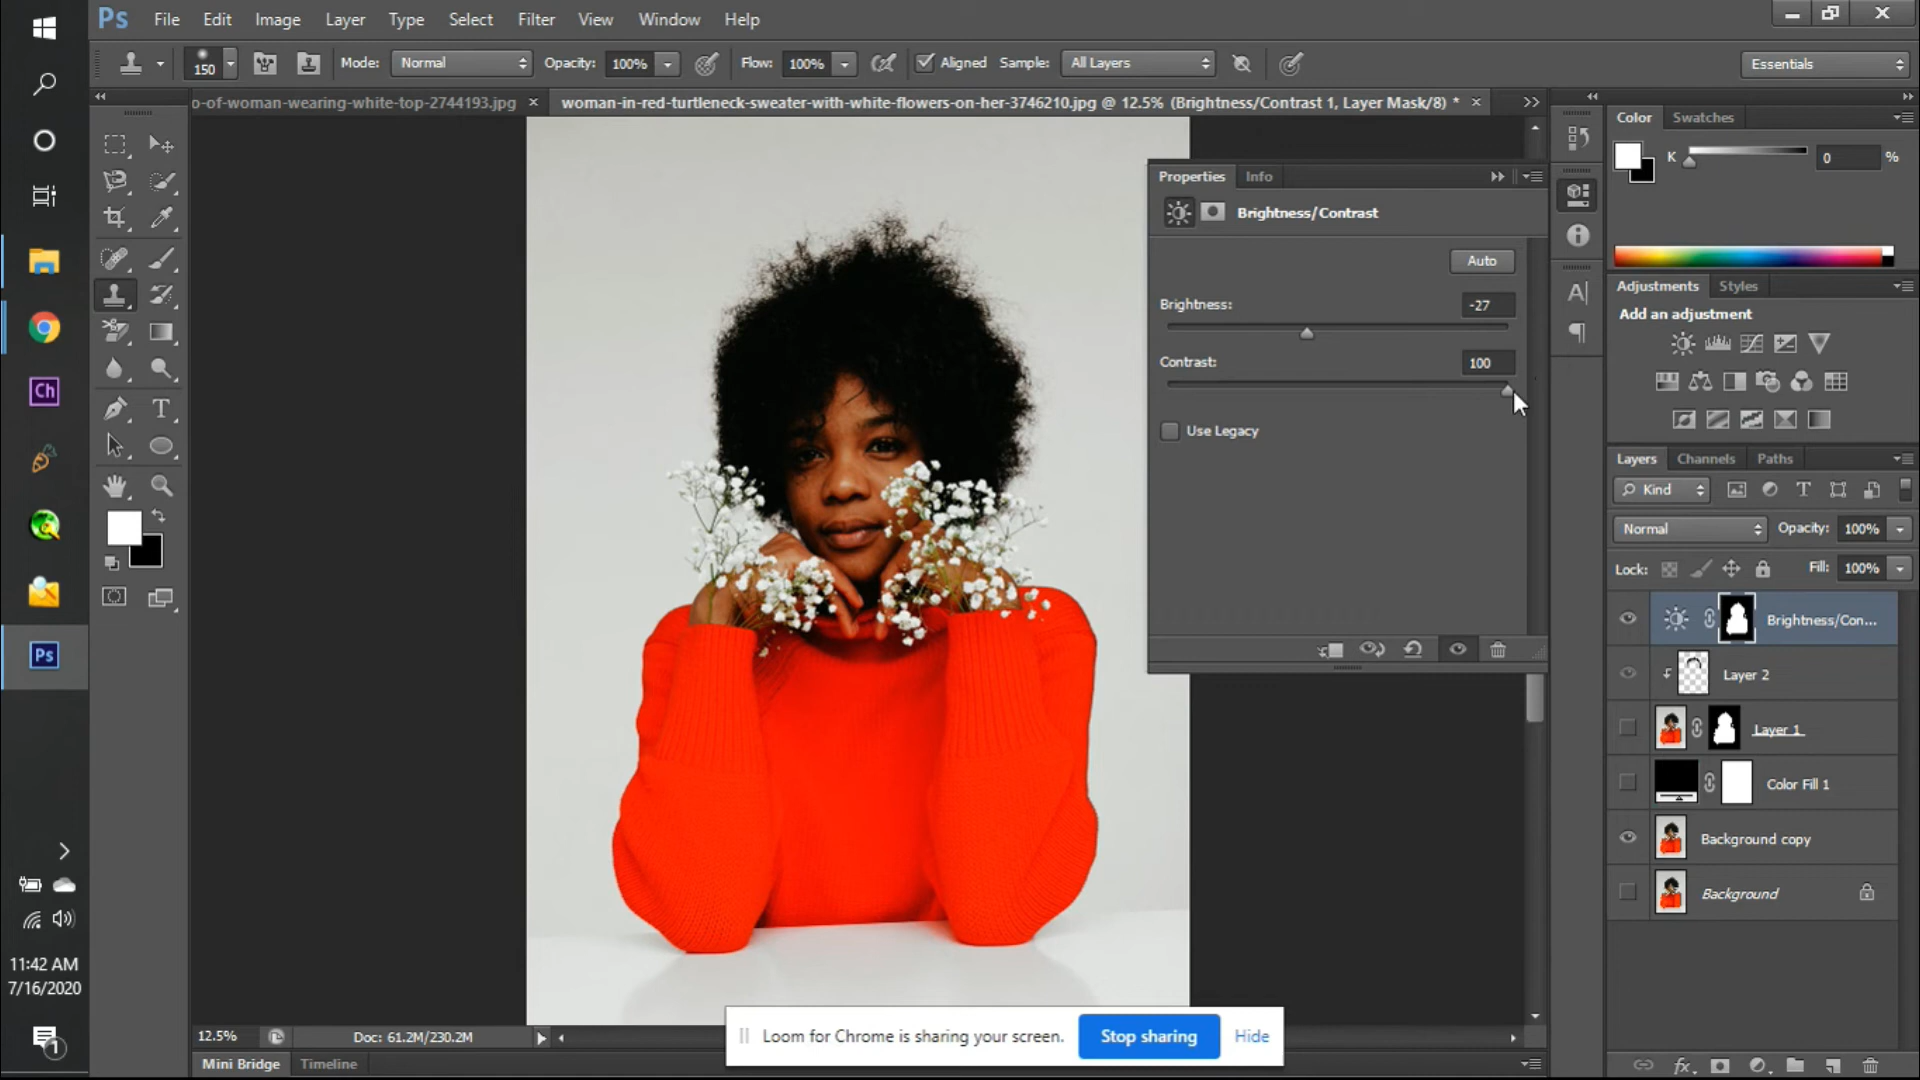 Ps File Edit Image Layer Type Select Filter View Window Help
150 Mode: Normal Opacity: 100% Flow: 100% Aligned Sample: All Layers Essentials
o-of-woman-wearing-white-top-2744193.jpg × woman-in-red-turtleneck-sweater-with-white-flowers-on-her-3746210.jpg @ 12.5% (Brightness/Contrast 1, Layer Mask/8) * ×
Color Swatches
K 0 %
Properties Info
Brightness/Contrast
Auto
Brightness: -27
Contrast: 100
Use Legacy
Adjustments Styles
Add an adjustment
Layers Channels Paths
Kind
Normal Opacity: 100%
Lock: Fill: 100%
Brightness/Con...
Layer 2
Layer 1
Color Fill 1
Background copy
Background
Ch
Ps
11:42 AM
7/16/2020
1
12.5% Doc: 61.2M/230.2M
Loom for Chrome is sharing your screen. Stop sharing Hide
Mini Bridge Timeline